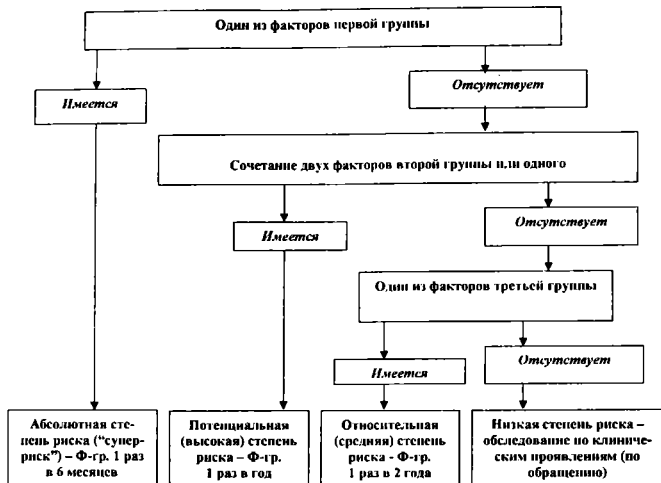 Один из факторов первой группы
Имеется
Отсутствует
Сочетание двух факторов второй группы или одного
Имеется
Отсутствует
Один из факторов третьей группы
Имеется
Отсутствует
Абсолютная сте-
пень риска (“супер-
риск”) – Ф-гр. 1 раз
в 6 месяцев
Потенциальная
(высокая) степень
риска – Ф-гр.
1 раз в год
Относительная
(средняя) степень
риска - Ф-гр.
1 раз в 2 года
Низкая степень риска –
обследование по клиничес-
ким проявлениям (по
обращению)